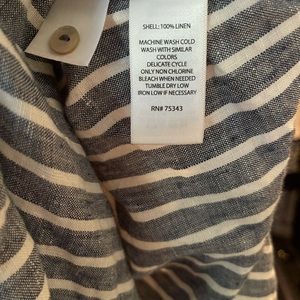 SHELL: 100% LINEN
MACHINE WASH COLD
WASH WITH SIMILAR
COLORS
DELICATE CYCLE
ONLY NON CHLORINE
BLEACH WHEN NEEDED
TUMBLE DRY LOW
IRON LOW IF NECESSARY
RN# 75343